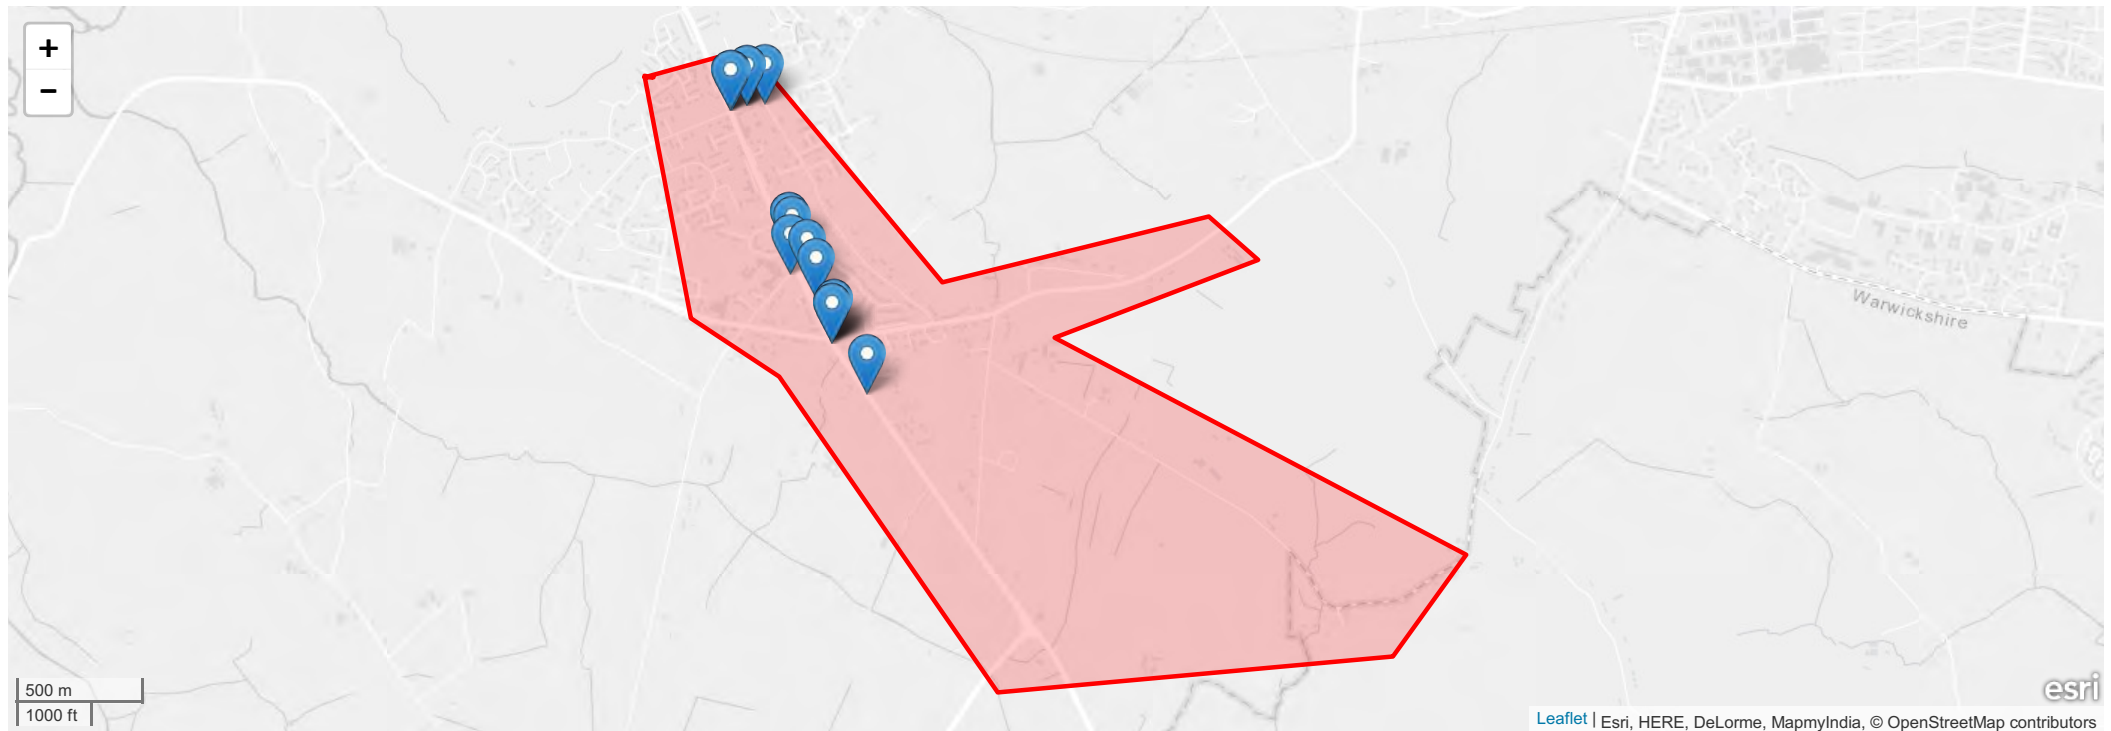 +
−
Warwickshire
500 m
1000 ft
esri
Leaflet | Esri, HERE, DeLorme, MapmyIndia, © OpenStreetMap contributors